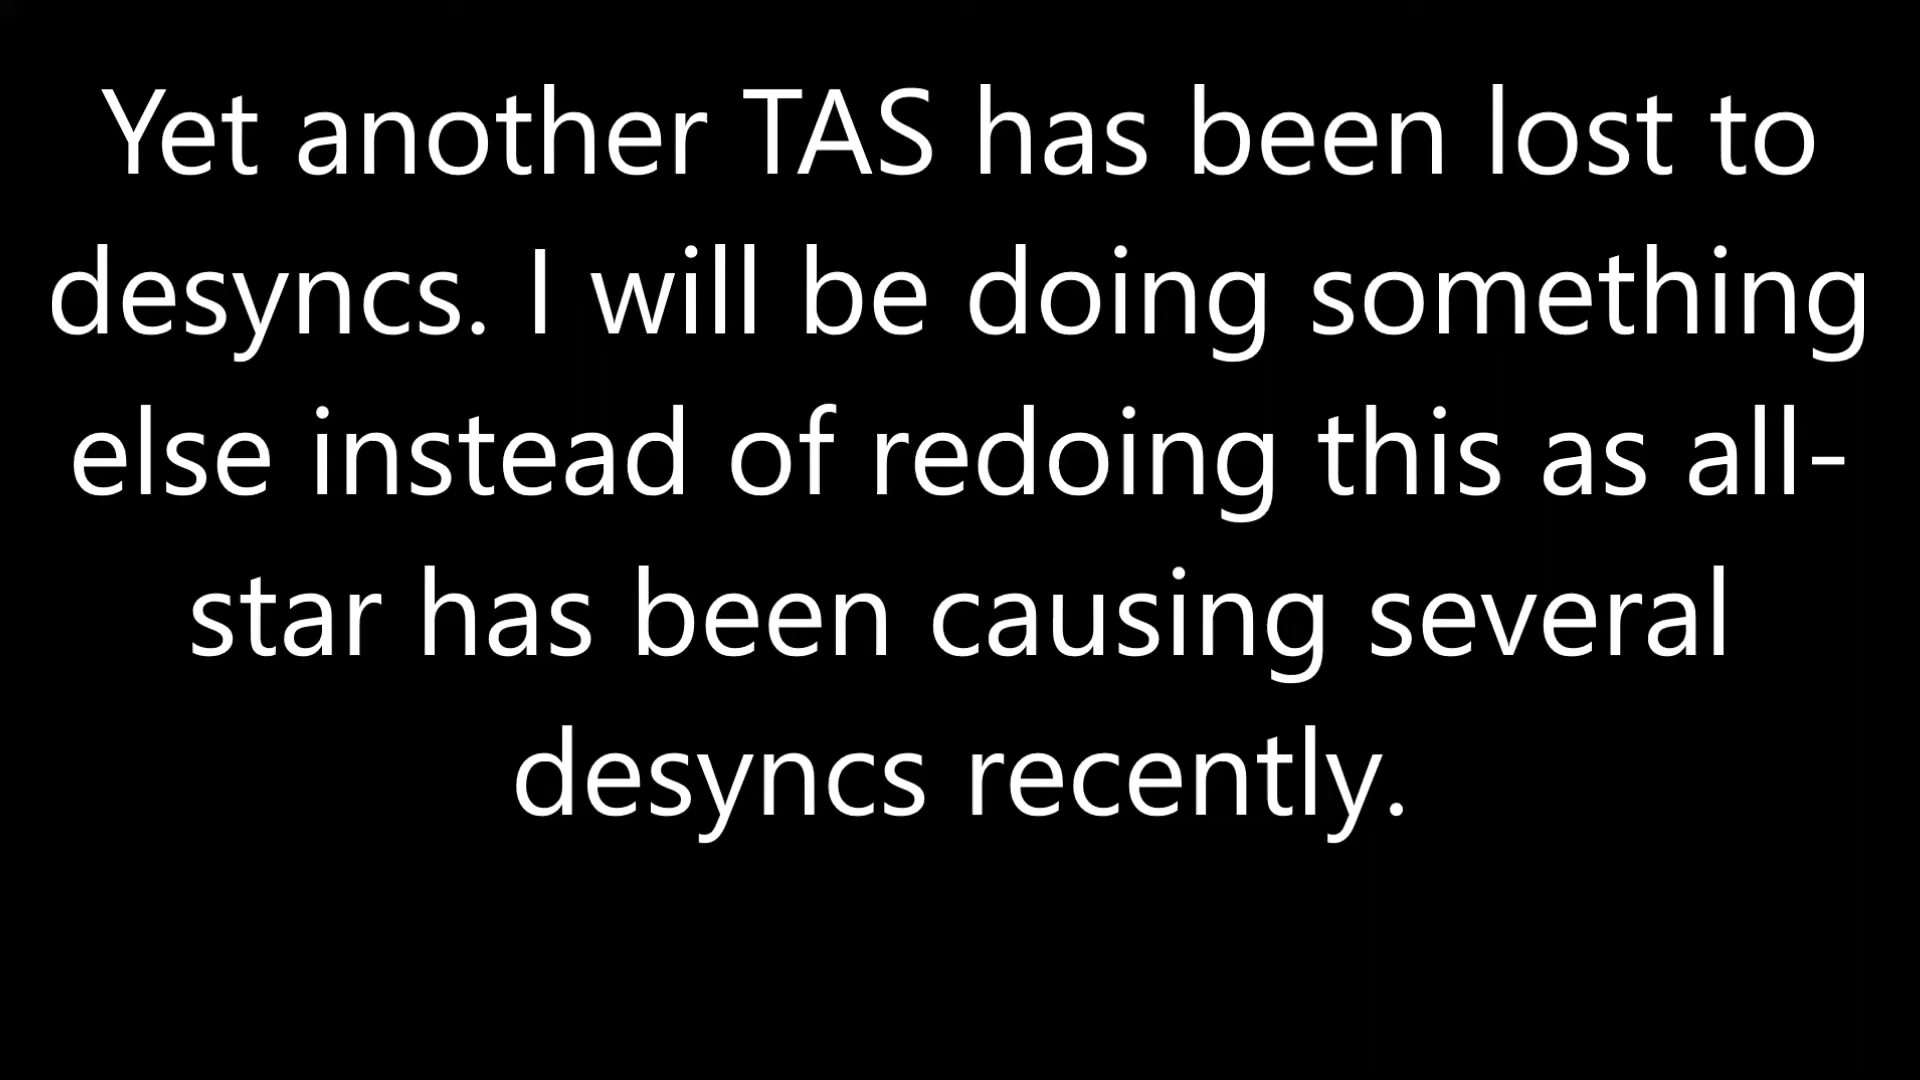 Yet another TAS has been lost to
desyncs. I will be doing something
else instead of redoing this as all-
star has been causing several
desyncs recently.